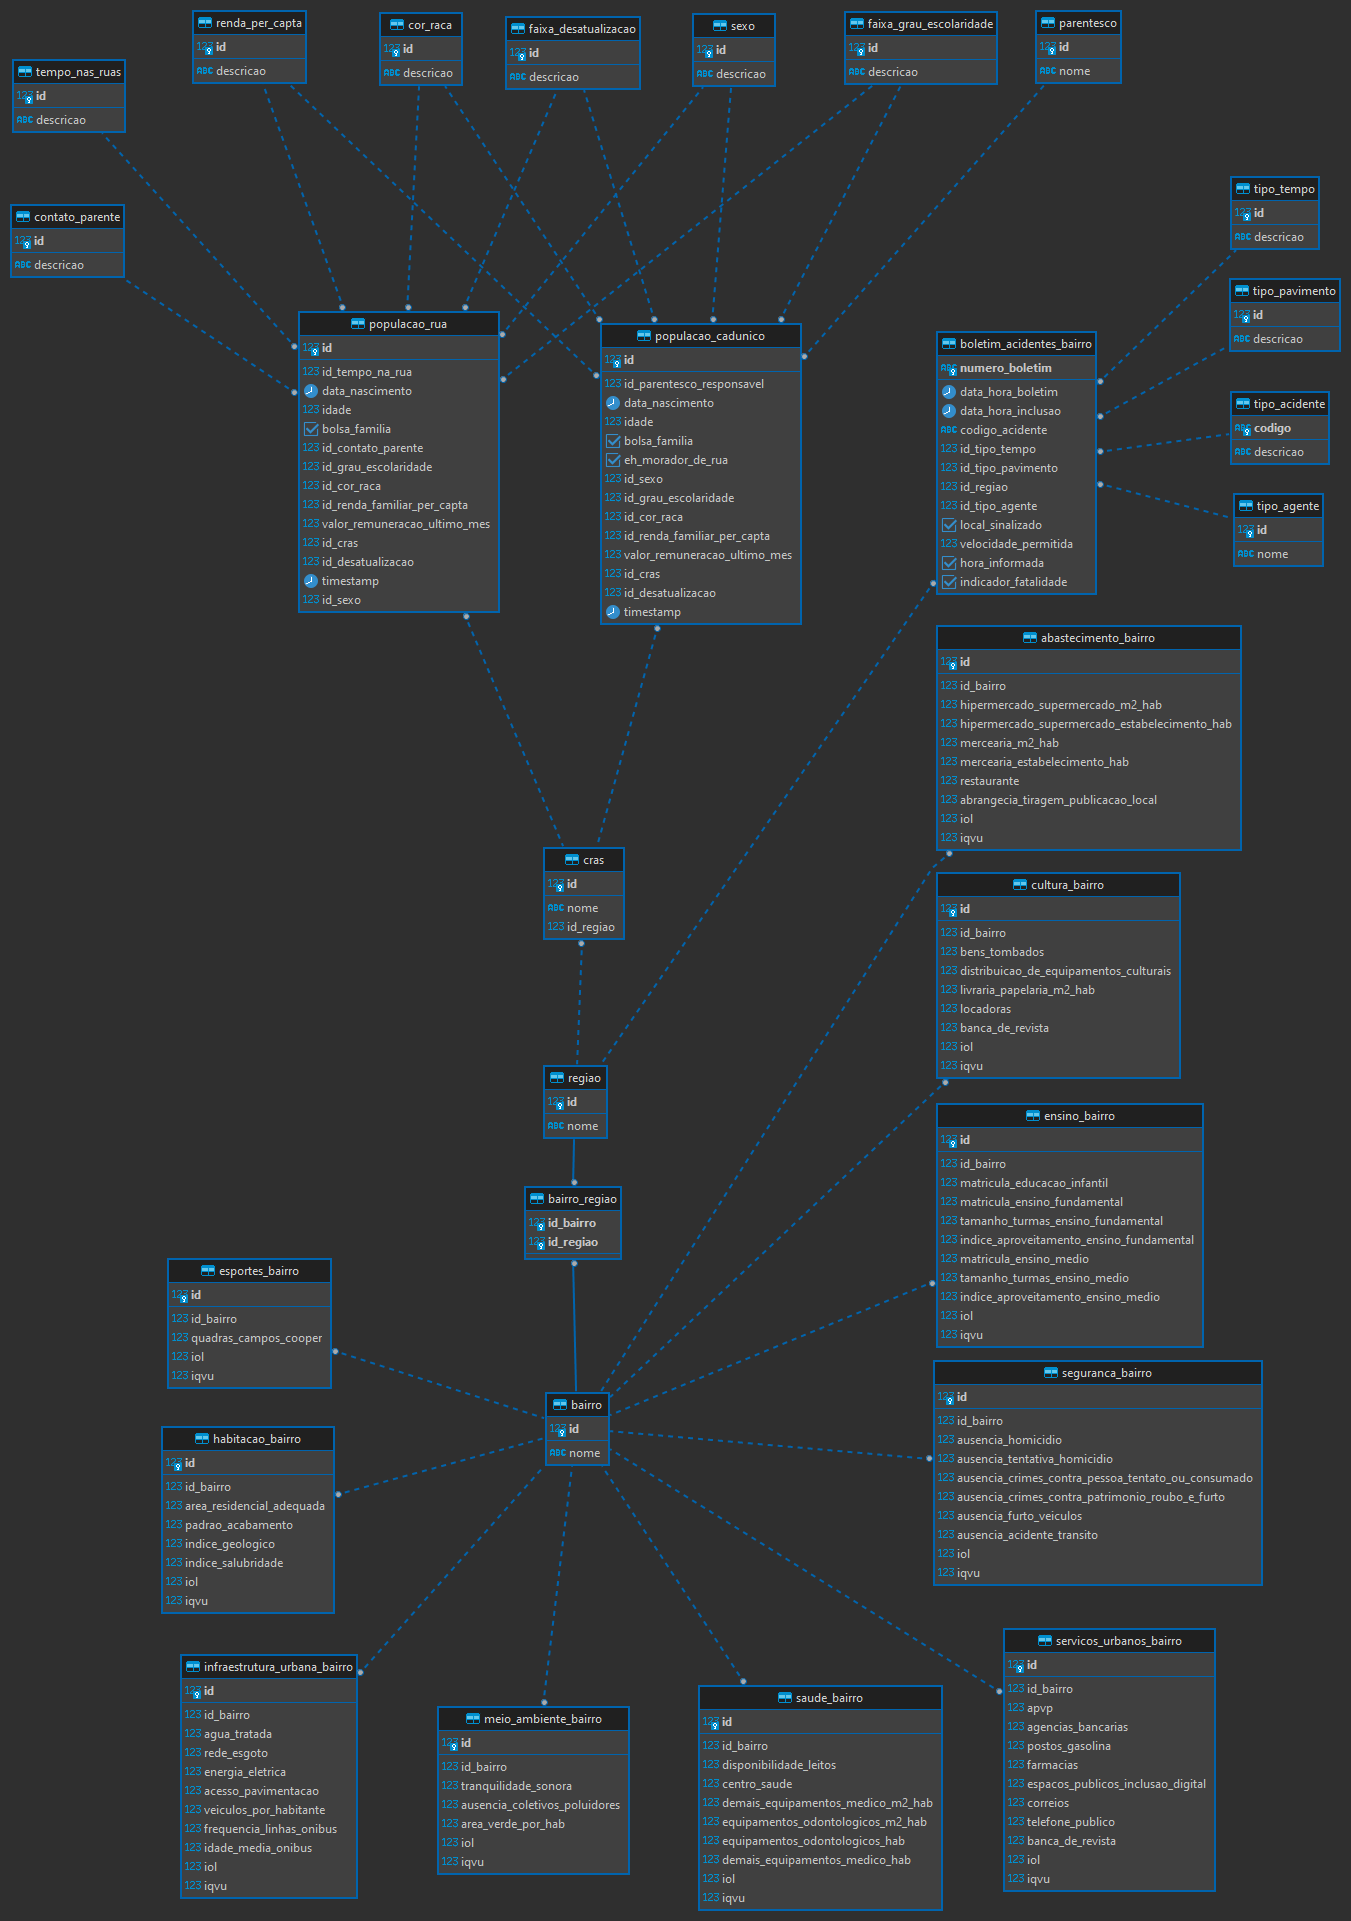 renda_per_capta
123 id
ABC descricao
cor_raca
123 id
ABC descricao
faixa_desatualizacao
123 id
ABC descricao
sexo
123 id
ABC descricao
faixa_grau_escolaridade
123 id
ABC descricao
parentesco
123 id
ABC nome
tempo_nas_ruas
123 id
ABC descricao
contato_parente
123 id
ABC descricao
tipo_tempo
123 id
ABC descricao
tipo_pavimento
123 id
ABC descricao
tipo_acidente
ABC codigo
ABC descricao
tipo_agente
123 id
ABC nome
populacao_rua
123 id
123 id_tempo_na_rua
data_nascimento
123 idade
bolsa_familia
123 id_contato_parente
123 id_grau_escolaridade
123 id_cor_raca
123 id_renda_familiar_per_capta
123 valor_remuneracao_ultimo_mes
123 id_cras
123 id_desatualizacao
timestamp
123 id_sexo
populacao_cadunico
123 id
123 id_parentesco_responsavel
data_nascimento
123 idade
bolsa_familia
eh_morador_de_rua
123 id_sexo
123 id_grau_escolaridade
123 id_cor_raca
123 id_renda_familiar_per_capta
123 valor_remuneracao_ultimo_mes
123 id_cras
123 id_desatualizacao
timestamp
boletim_acidentes_bairro
ABC numero_boletim
data_hora_boletim
data_hora_inclusao
ABC codigo_acidente
123 id_tipo_tempo
123 id_tipo_pavimento
123 id_regiao
123 id_tipo_agente
local_sinalizado
123 velocidade_permitida
hora_informada
indicador_fatalidade
abastecimento_bairro
123 id
123 id_bairro
123 hipermercado_supermercado_m2_hab
123 hipermercado_supermercado_estabelecimento_hab
123 mercearia_m2_hab
123 mercearia_estabelecimento_hab
123 restaurante
123 abrangecia_tiragem_publicacao_local
123 iol
123 iqvu
cras
123 id
ABC nome
123 id_regiao
cultura_bairro
123 id
123 id_bairro
123 bens_tombados
123 distribuicao_de_equipamentos_culturais
123 livraria_papelaria_m2_hab
123 locadoras
123 banca_de_revista
123 iol
123 iqvu
regiao
123 id
ABC nome
ensino_bairro
123 id
123 id_bairro
123 matricula_educacao_infantil
123 matricula_ensino_fundamental
123 tamanho_turmas_ensino_fundamental
123 indice_aproveitamento_ensino_fundamental
123 matricula_ensino_medio
123 tamanho_turmas_ensino_medio
123 indice_aproveitamento_ensino_medio
123 iol
123 iqvu
bairro_regiao
123 id_bairro
123 id_regiao
esportes_bairro
123 id
123 id_bairro
123 quadras_campos_cooper
123 iol
123 iqvu
bairro
123 id
ABC nome
seguranca_bairro
123 id
123 id_bairro
123 ausencia_homicidio
123 ausencia_tentativa_homicidio
123 ausencia_crimes_contra_pessoa_tentato_ou_consumado
123 ausencia_crimes_contra_patrimonio_roubo_e_furto
123 ausencia_furto_veiculos
123 ausencia_acidente_transito
123 iol
123 iqvu
habitacao_bairro
123 id
123 id_bairro
123 area_residencial_adequada
123 padrao_acabamento
123 indice_geologico
123 indice_salubridade
123 iol
123 iqvu
infraestrutura_urbana_bairro
123 id
123 id_bairro
123 agua_tratada
123 rede_esgoto
123 energia_eletrica
123 acesso_pavimentacao
123 veiculos_por_habitante
123 frequencia_linhas_onibus
123 idade_media_onibus
123 iol
123 iqvu
meio_ambiente_bairro
123 id
123 id_bairro
123 tranquilidade_sonora
123 ausencia_coletivos_poluidores
123 area_verde_por_hab
123 iol
123 iqvu
saude_bairro
123 id
123 id_bairro
123 disponibilidade_leitos
123 centro_saude
123 demais_equipamentos_medico_m2_hab
123 equipamentos_odontologicos_m2_hab
123 equipamentos_odontologicos_hab
123 demais_equipamentos_medico_hab
123 iol
123 iqvu
servicos_urbanos_bairro
123 id
123 id_bairro
123 apvp
123 agencias_bancarias
123 postos_gasolina
123 farmacias
123 espacos_publicos_inclusao_digital
123 correios
123 telefone_publico
123 banca_de_revista
123 iol
123 iqvu